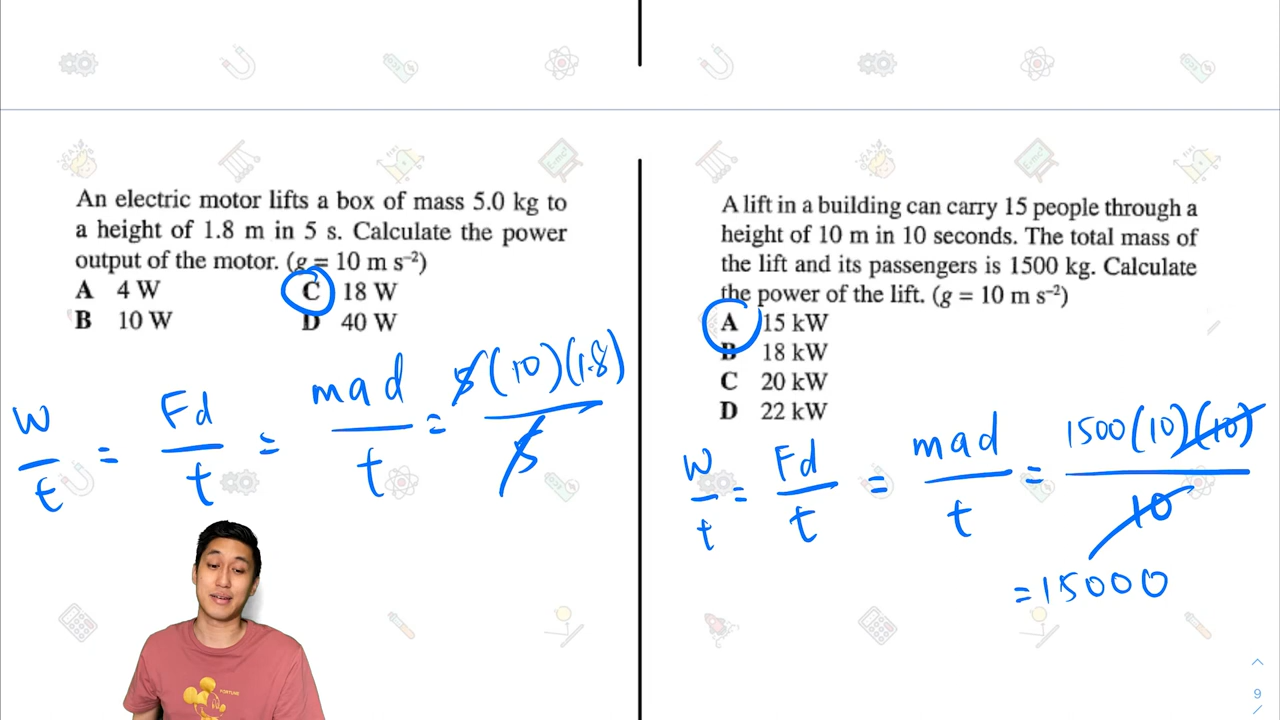 An electric motor lifts a box of mass 5.0 kg to
a height of 1.8 m in 5 s. Calculate the power
output of the motor. (g = 10 m s⁻²)
A 4 W
C 18 W
B 10 W
D 40 W
W/t = Fd/t = mad/t = 5(10)(1.8)/5
A lift in a building can carry 15 people through a
height of 10 m in 10 seconds. The total mass of
the lift and its passengers is 1500 kg. Calculate
the power of the lift. (g = 10 m s⁻²)
A 15 kW
B 18 kW
C 20 kW
D 22 kW
W/t = Fd/t = mad/t = 1500(10)(10)/10
= 15000
9